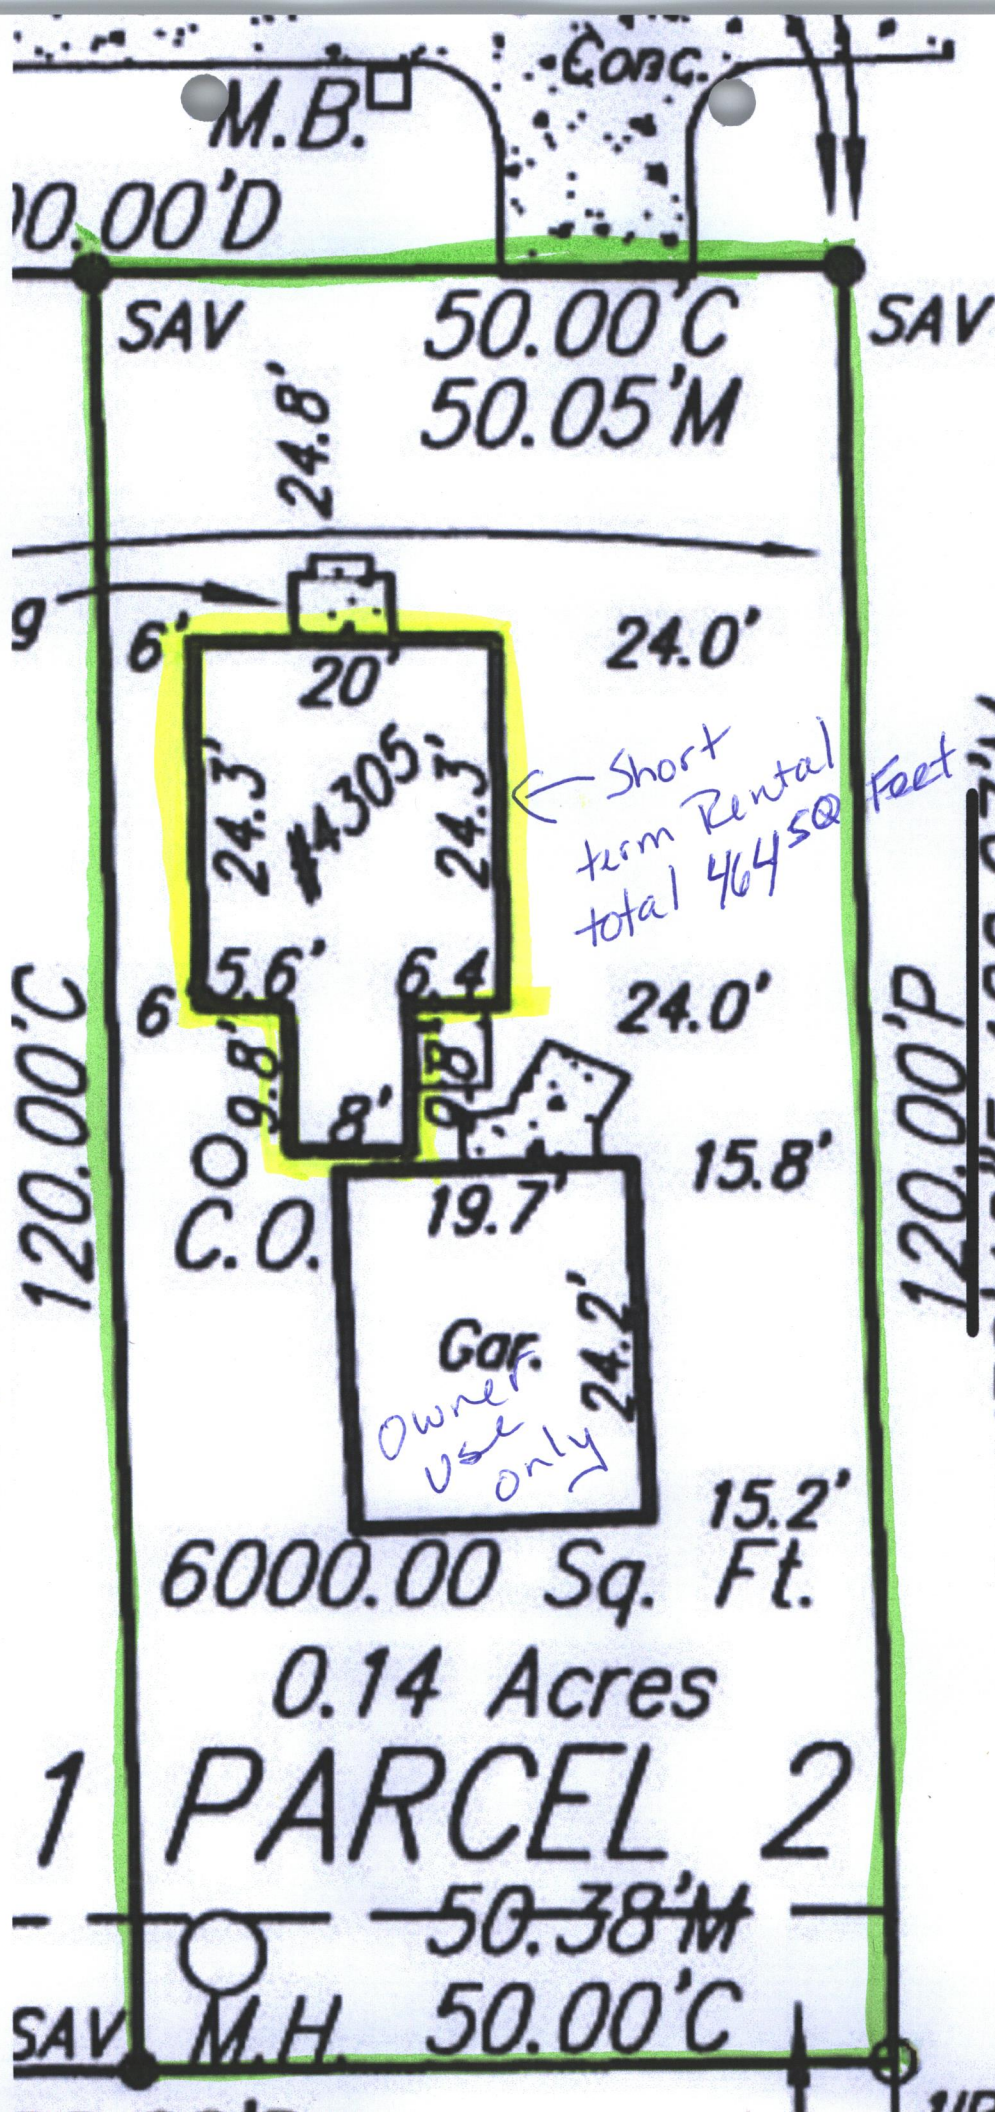 Conc.
M.B.
00.00'D
SAV
50.00'C
SAV
50.05'M
24.8'
g
6'
20'
24.0'
24.3'
#4305
24.3'
Short
term Rental
total 464 SQ Feet
5.6'
6.4
6
24.0'
120.00'C
9.8'
9.8
8'
120.00'P
15.8'
C.O.
19.7'
Gar.
24.2'
Owner
use
only
15.2'
6000.00 Sq. Ft.
0.14 Acres
1 PARCEL 2
50.38'M
SAV
M.H.
50.00'C